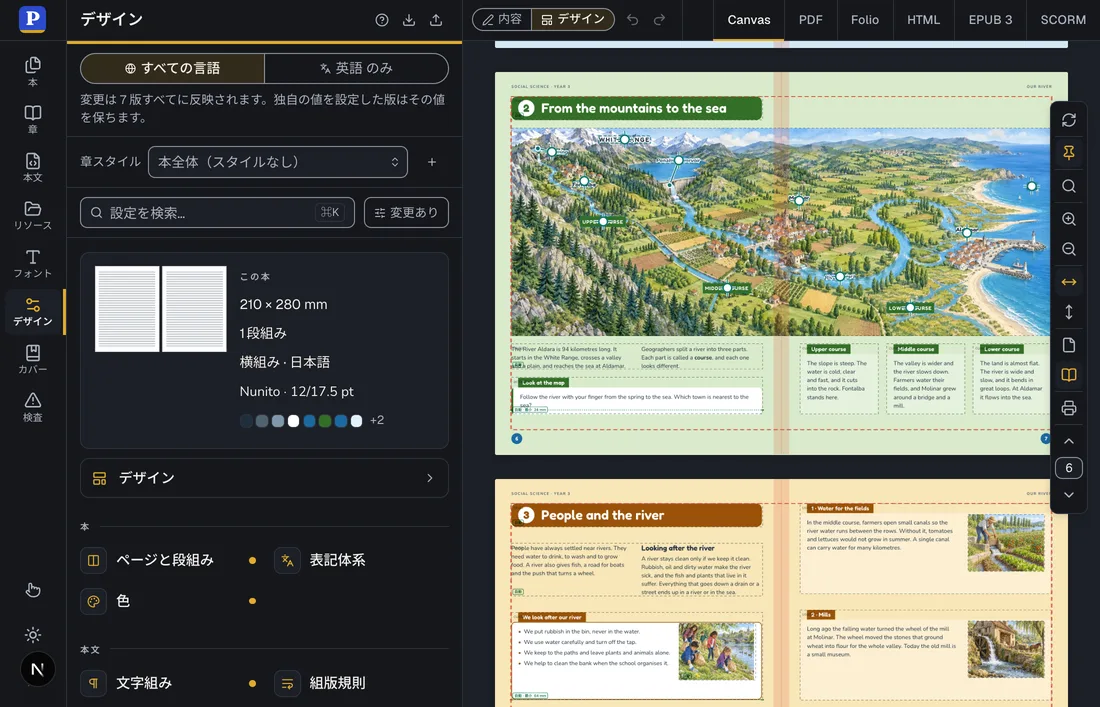 P
デザイン
内容
デザイン
Canvas
PDF
Folio
HTML
EPUB 3
SCORM
本
章
本文
リソース
フォント
デザイン
カバー
検査
N
すべての言語
英語 のみ
変更は 7 版すべてに反映されます。独自の値を設定した版はその値
を保ちます。
章スタイル
本全体（スタイルなし）
設定を検索...
⌘K
変更あり
この本
210 × 280 mm
1段組み
横組み · 日本語
Nunito · 12/17.5 pt
+2
デザイン
本
ページと段組み
表記体系
色
本文
文字組み
組版規則
SOCIAL SCIENCE · YEAR 3
OUR RIVER
2 From the mountains to the sea
UPPER COURSE
MIDDLE COURSE
LOWER COURSE
The River Aldara is 94 kilometres long. It
starts in the White Range, crosses a valley
and a plain, and reaches the sea at Aldamar.
Geographers split a river into three parts.
Each part is called a course, and each one
looks different.
Look at the map
Follow the river with your finger from the spring to the sea. Which town is nearest to the
sea?
Upper course
The slope is steep. The
water is cold, clear
and fast, and it cuts
into the rock. Fontalba
stands here.
Middle course
The valley is wider and
the river slows down.
Farmers water their
fields, and Molinar grew
around a bridge and a
mill.
Lower course
The land is almost flat.
The river is wide and
slow, and it bends in
great loops. At Aldamar
it flows into the sea.
6
7
6
SOCIAL SCIENCE · YEAR 3
OUR RIVER
3 People and the river
People have always settled near rivers. They
need water to drink, to wash and to grow
food. A river also gives fish, a road for boats
and the push that turns a wheel.
Looking after the river
A river stays clean only if we keep it clean.
Rubbish, oil and dirty water make the river
sick, and the fish and plants that live in it
suffer. Everything that goes down a drain or a
street ends up in a river or in the sea.
We look after our river
• We put rubbish in the bin, never in the water.
• We use water carefully and turn off the tap.
• We keep to the paths and leave plants and animals alone.
• We help to clean the bank when the school organises it.
1 · Water for the fields
In the middle course, farmers open small canals so the
river water runs between the rows. Without it, tomatoes
and lettuces would not grow in summer. A single canal
can carry water for many kilometres.
2 · Mills
Long ago the falling water turned the wheel of the mill
at Molinar. The wheel moved the stones that ground
wheat into flour for the whole valley. Today the old mill is
a small museum.